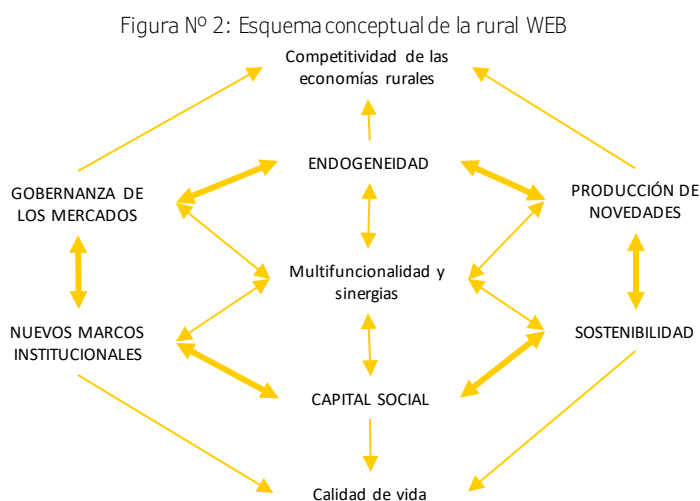 Figura Nº 2: Esquema conceptual de la rural WEB
Competitividad de las
economías rurales
ENDOGENEIDAD
GOBERNANZA DE
LOS MERCADOS
PRODUCCIÓN DE
NOVEDADES
Multifuncionalidad y
sinergias
NUEVOS MARCOS
INSTITUCIONALES
SOSTENIBILIDAD
CAPITAL SOCIAL
Calidad de vida